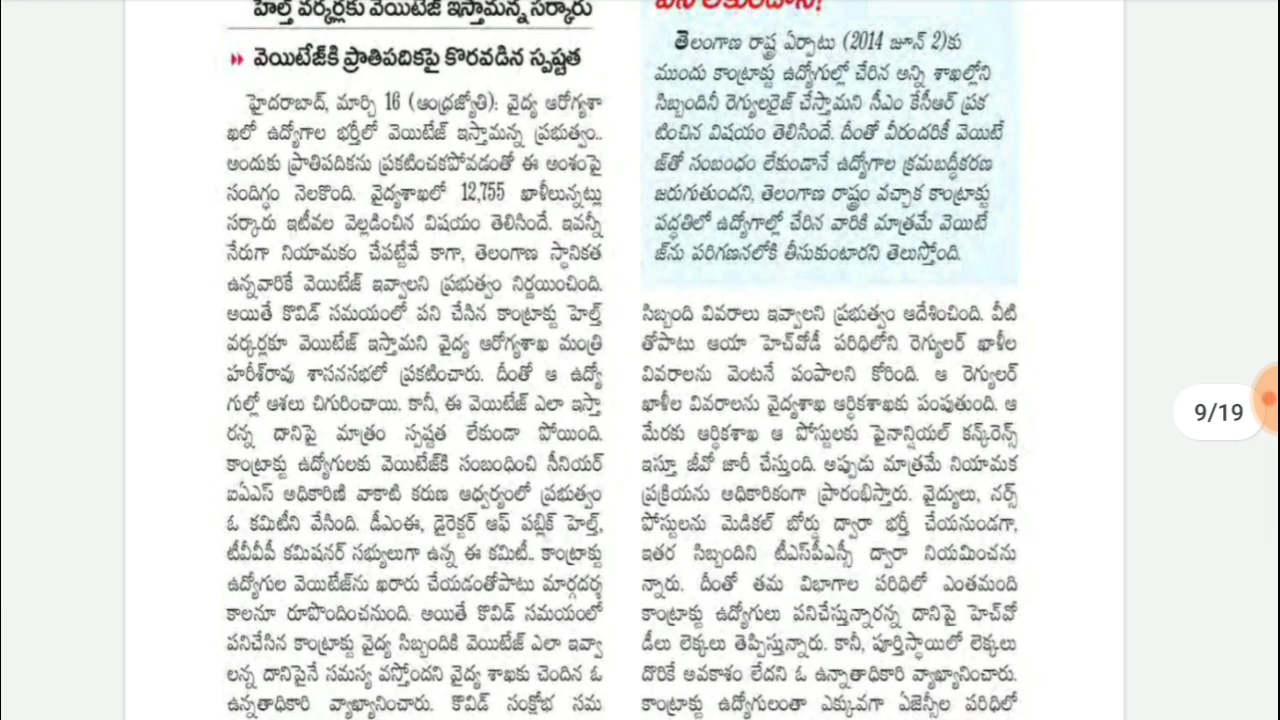 హెల్త్ వర్కర్లకు వెయిటేజ్ ఇస్తామన్న సర్కారు
వెయిటేజ్‌కి ప్రాతిపదికపై కొరవడిన స్పష్టత
హైదరాబాద్, మార్చి 16 (ఆంధ్రజ్యోతి): వైద్య ఆరోగ్యశా
ఖలో ఉద్యోగాల భర్తీలో వెయిటేజ్ ఇస్తామన్న ప్రభుత్వం..
అందుకు ప్రాతిపదికను ప్రకటించకపోవడంతో ఈ అంశంపై
సందిగ్ధం నెలకొంది. వైద్యశాఖలో 12,755 ఖాళీలున్నట్లు
సర్కారు ఇటీవల వెల్లడించిన విషయం తెలిసిందే. ఇవన్నీ
నేరుగా నియామకం చేపట్టేవే కాగా, తెలంగాణ స్థానికత
ఉన్నవారికే వెయిటేజ్ ఇవ్వాలని ప్రభుత్వం నిర్ణయించింది.
అయితే కొవిడ్ సమయంలో పని చేసిన కాంట్రాక్టు హెల్త్
వర్కర్లకూ వెయిటేజ్ ఇస్తామని వైద్య ఆరోగ్యశాఖ మంత్రి
హరీశ్‌రావు శాసనసభలో ప్రకటించారు. దీంతో ఆ ఉద్యో
గుల్లో ఆశలు చిగురించాయి. కానీ, ఈ వెయిటేజ్ ఎలా ఇస్తా
రన్న దానిపై మాత్రం స్పష్టత లేకుండా పోయింది.
కాంట్రాక్టు ఉద్యోగులకు వెయిటేజ్‌కి సంబంధించి సీనియర్
ఐఏఎస్ అధికారిణి వాకాటి కరుణ ఆధ్వర్యంలో ప్రభుత్వం
ఓ కమిటీని వేసింది. డీఎంఈ, డైరెక్టర్ ఆఫ్ పబ్లిక్ హెల్త్,
టీవీవీపీ కమిషనర్ సభ్యులుగా ఉన్న ఈ కమిటీ.. కాంట్రాక్టు
ఉద్యోగుల వెయిటేజ్‌ను ఖరారు చేయడంతోపాటు మార్గదర్శ
కాలనూ రూపొందించనుంది. అయితే కొవిడ్ సమయంలో
పనిచేసిన కాంట్రాక్టు వైద్య సిబ్బందికి వెయిటేజ్ ఎలా ఇవ్వా
లన్న దానిపైనే సమస్య వస్తోందని వైద్య శాఖకు చెందిన ఓ
ఉన్నతాధికారి వ్యాఖ్యానించారు. కొవిడ్ సంక్షోభ సమ
తెలంగాణ రాష్ట్ర ఏర్పాటు (2014 జూన్ 2)కు
ముందు కాంట్రాక్టు ఉద్యోగుల్లో చేరిన అన్ని శాఖల్లోని
సిబ్బందినీ రెగ్యులరైజ్ చేస్తామని సీఎం కేసీఆర్ ప్రక
టించిన విషయం తెలిసిందే. దీంతో వీరందరికీ వెయిటే
జ్‌తో సంబంధం లేకుండానే ఉద్యోగాల క్రమబద్ధీకరణ
జరుగుతుందని, తెలంగాణ రాష్ట్రం వచ్చాక కాంట్రాక్టు
పద్ధతిలో ఉద్యోగాల్లో చేరిన వారికి మాత్రమే వెయిటే
జ్‌ను పరిగణనలోకి తీసుకుంటారని తెలుస్తోంది.
సిబ్బంది వివరాలు ఇవ్వాలని ప్రభుత్వం ఆదేశించింది. వీటి
తోపాటు ఆయా హెచ్‌వోడీ పరిధిలోని రెగ్యులర్ ఖాళీల
వివరాలను వెంటనే పంపాలని కోరింది. ఆ రెగ్యులర్
ఖాళీల వివరాలను వైద్యశాఖ ఆర్థికశాఖకు పంపుతుంది. ఆ
మేరకు ఆర్థికశాఖ ఆ పోస్టులకు ఫైనాన్షియల్ కన్‌కరెన్స్
ఇస్తూ జీవో జారీ చేస్తుంది. అప్పుడు మాత్రమే నియామక
ప్రక్రియను అధికారికంగా ప్రారంభిస్తారు. వైద్యులు, నర్స్
పోస్టులను మెడికల్ బోర్డు ద్వారా భర్తీ చేయనుండగా,
ఇతర సిబ్బందిని టీఎస్‌పీఎస్సీ ద్వారా నియమించను
న్నారు. దీంతో తమ విభాగాల పరిధిలో ఎంతమంది
కాంట్రాక్టు ఉద్యోగులు పనిచేస్తున్నారన్న దానిపై హెచ్‌వో
డీలు లెక్కలు తెప్పిస్తున్నారు. కానీ, పూర్తిస్థాయిలో లెక్కలు
దొరికే అవకాశం లేదని ఓ ఉన్నతాధికారి వ్యాఖ్యానించారు.
కాంట్రాక్టు ఉద్యోగులంతా ఎక్కువగా ఏజెన్సీల పరిధిలో
9/19